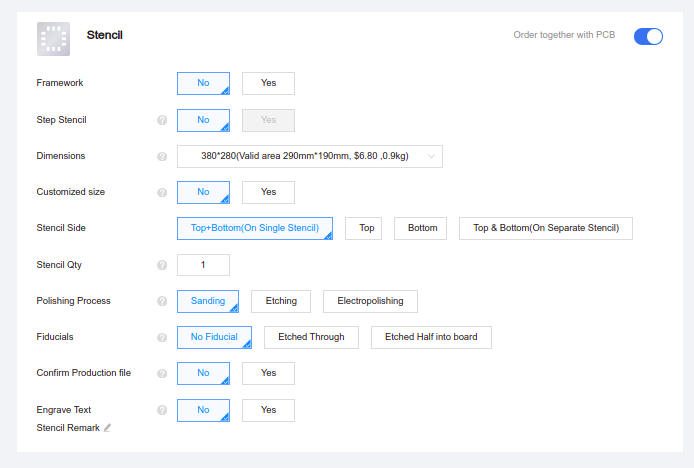 Stencil
Order together with PCB
Framework No Yes
Step Stencil ? No Yes
Dimensions ? 380*280(Valid area 290mm*190mm, $6.80 ,0.9kg)
Customized size ? No Yes
Stencil Side Top+Bottom(On Single Stencil) Top Bottom Top & Bottom(On Separate Stencil)
Stencil Qty ? 1
Polishing Process ? Sanding Etching Electropolishing
Fiducials ? No Fiducial Etched Through Etched Half into board
Confirm Production file ? No Yes
Engrave Text ? No Yes
Stencil Remark